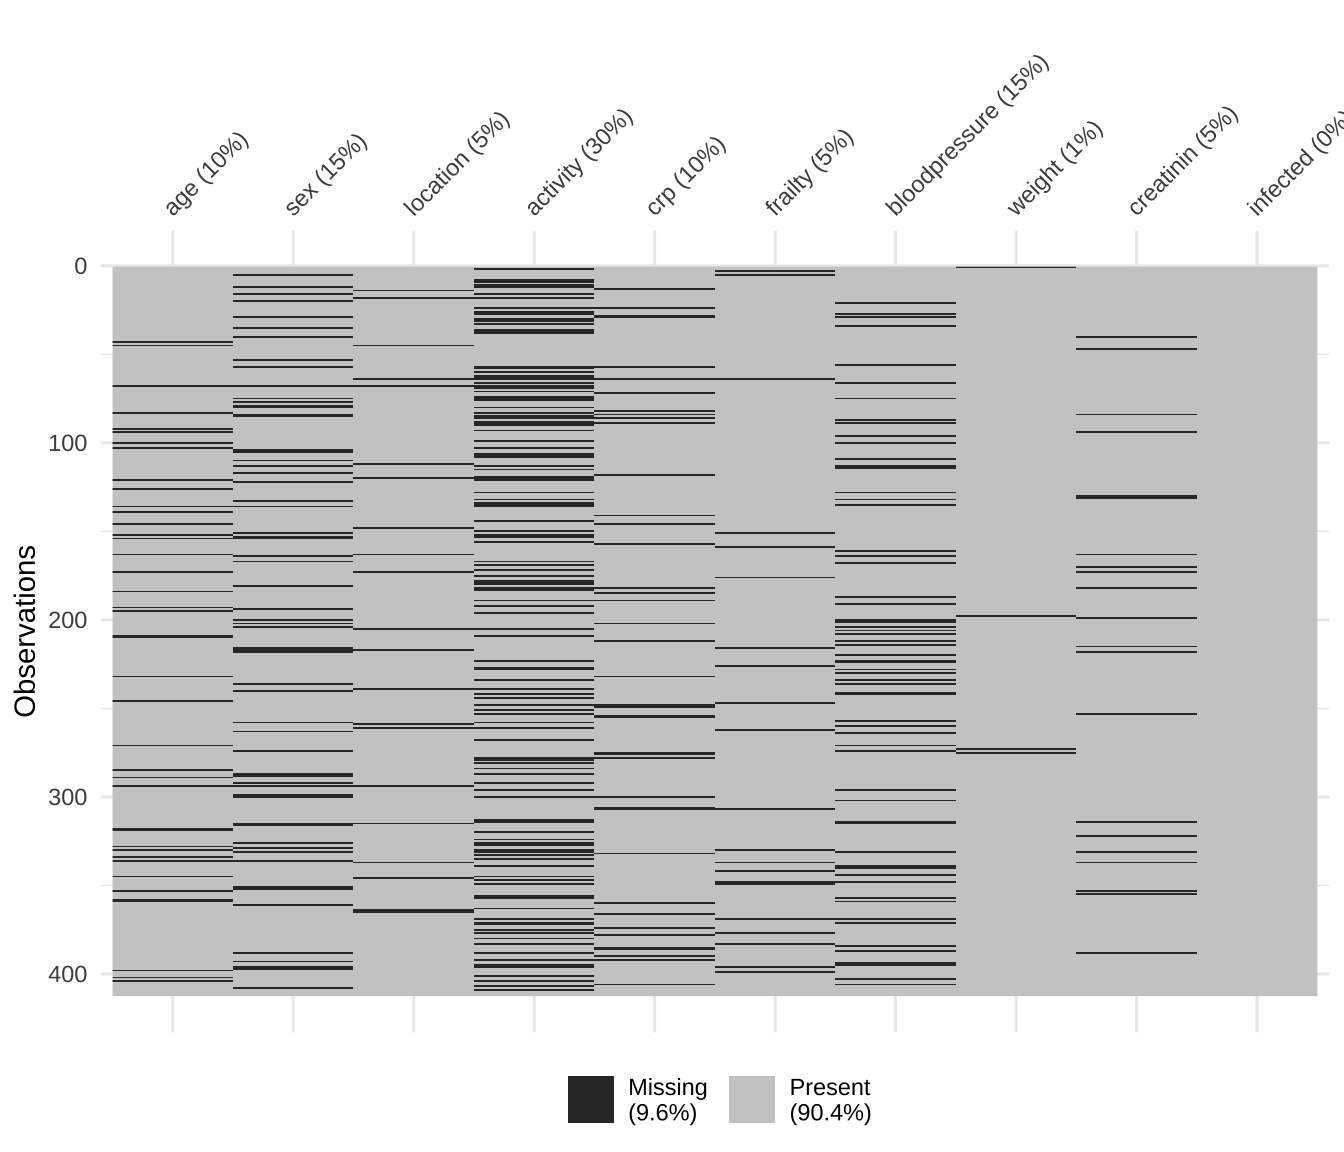 age (10%)
sex (15%)
location (5%)
activity (30%)
crp (10%)
frailty (5%)
bloodpressure (15%)
weight (1%)
creatinin (5%)
infected (0%
0
100
200
300
400
Observations
Missing
(9.6%)
Present
(90.4%)